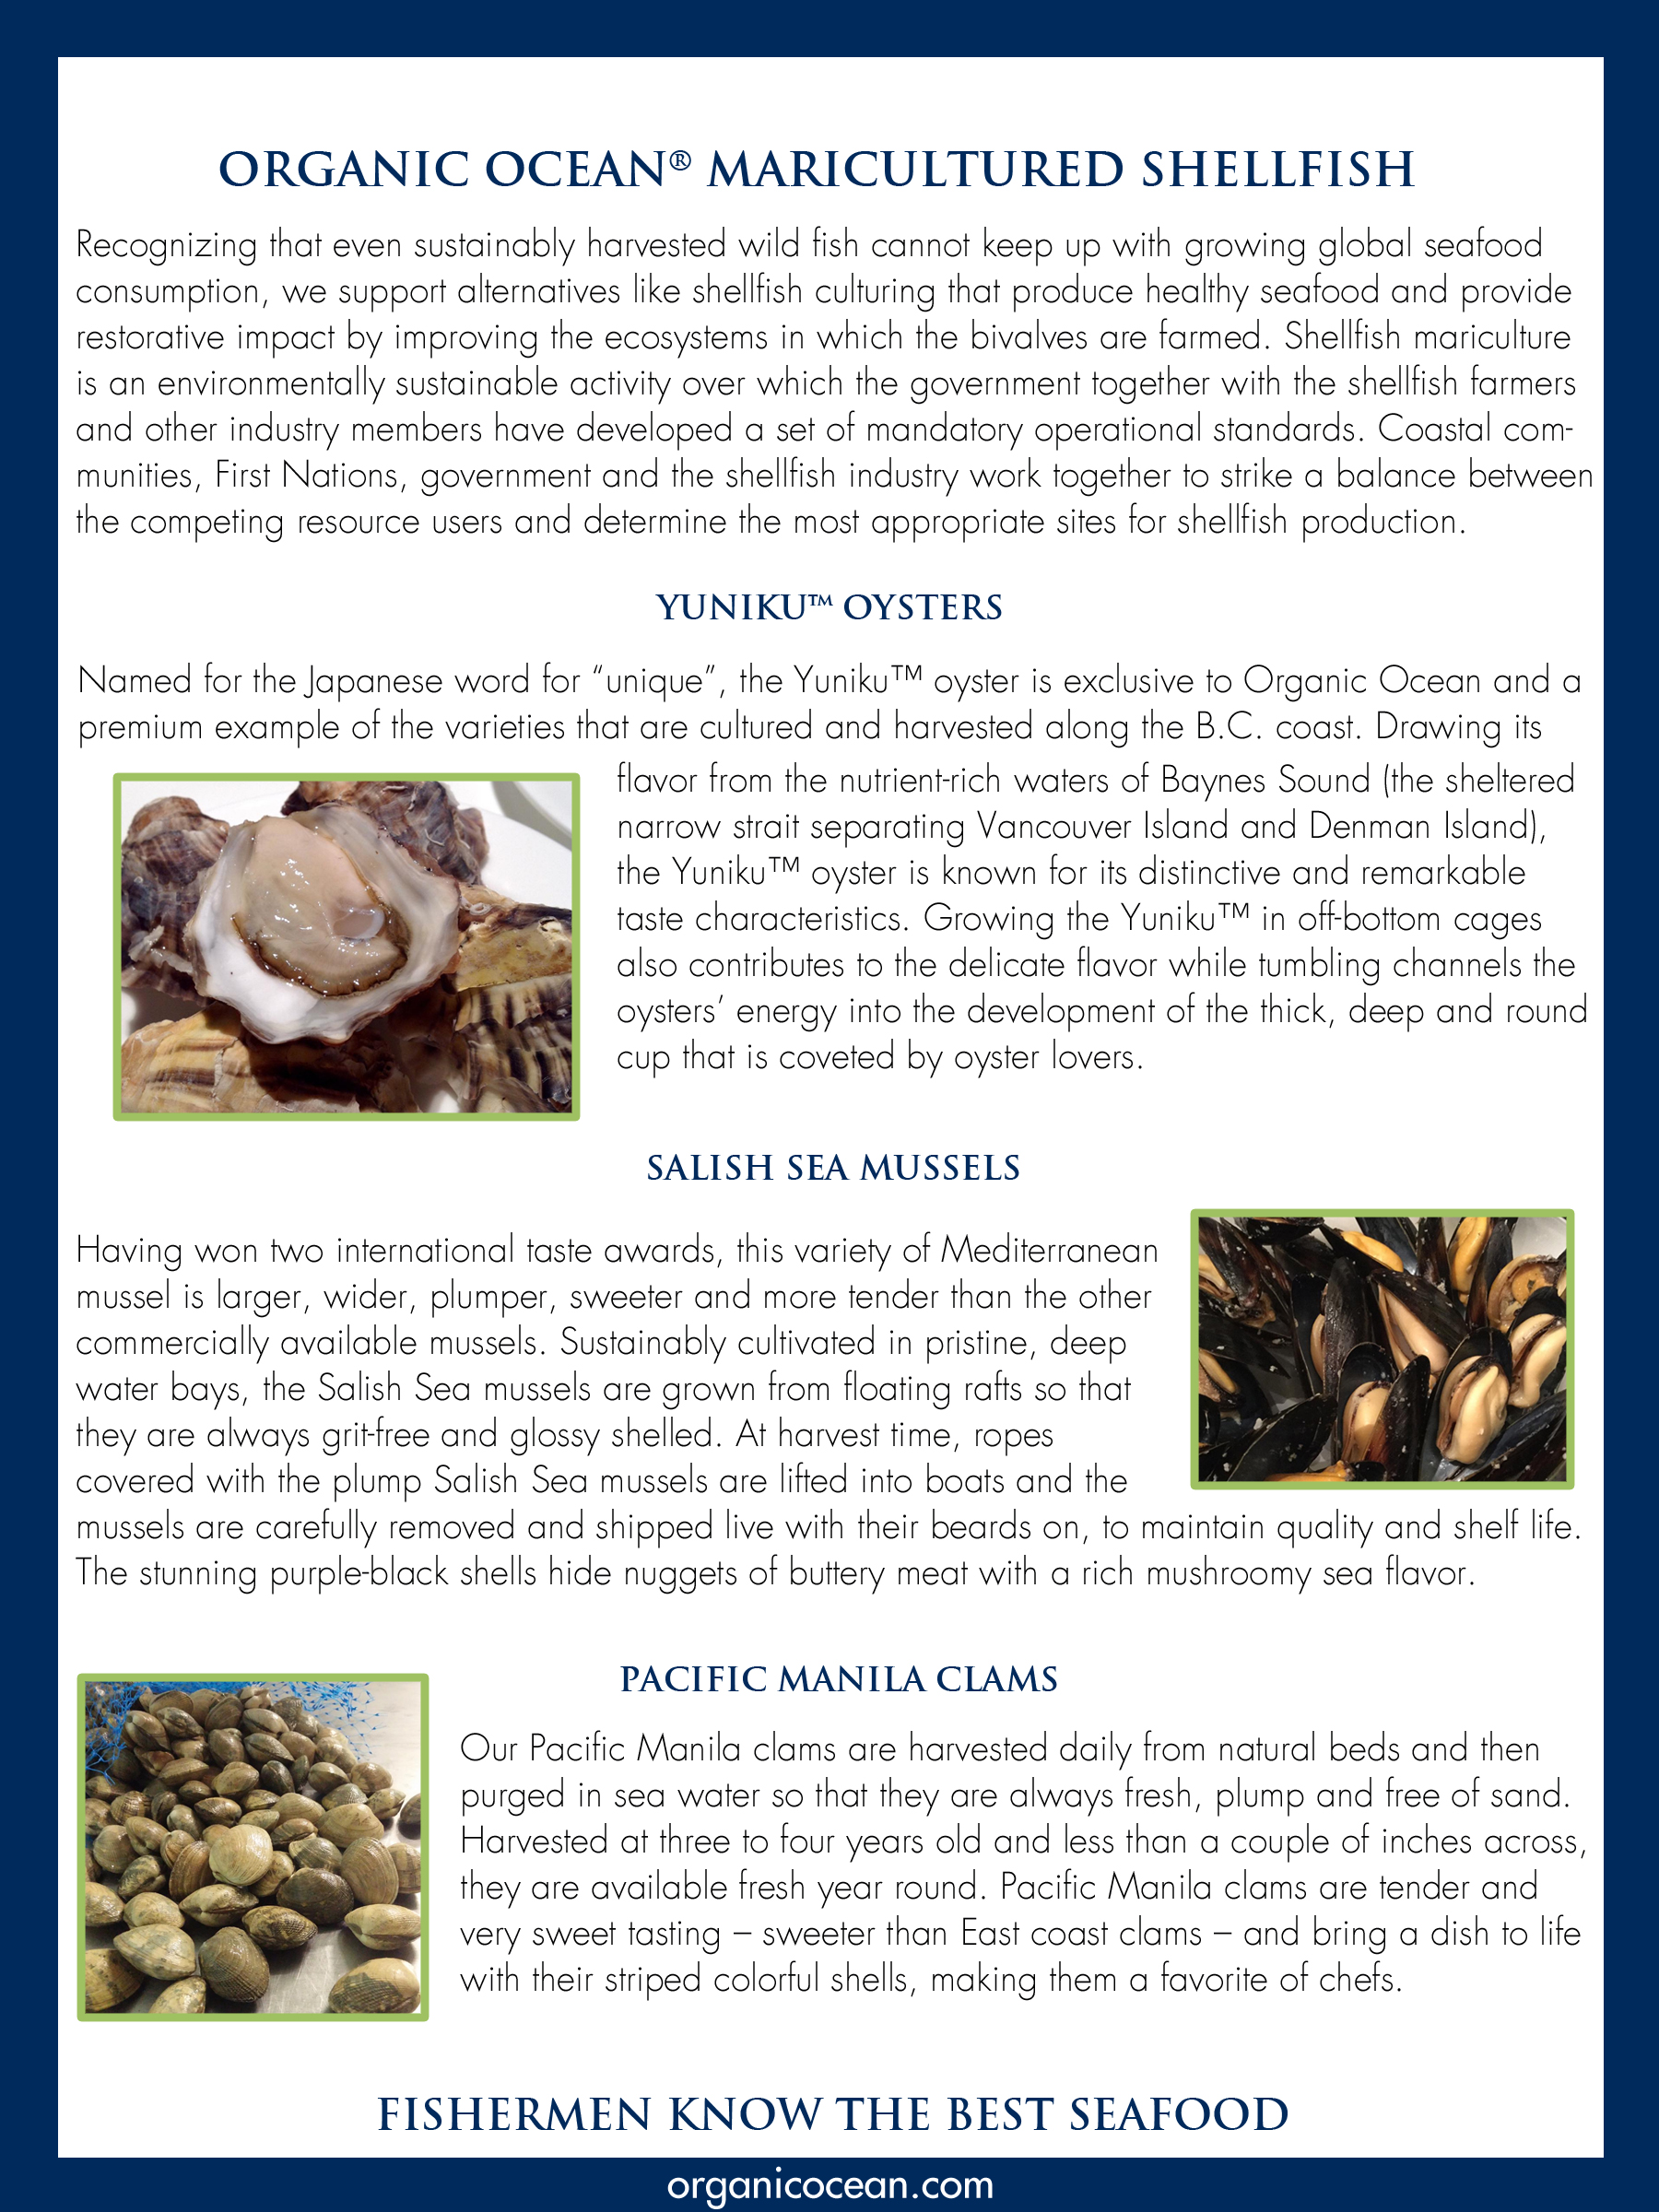 ORGANIC OCEAN® MARICULTURED SHELLFISH
Recognizing that even sustainably harvested wild fish cannot keep up with growing global seafood
consumption, we support alternatives like shellfish culturing that produce healthy seafood and provide
restorative impact by improving the ecosystems in which the bivalves are farmed. Shellfish mariculture
is an environmentally sustainable activity over which the government together with the shellfish farmers
and other industry members have developed a set of mandatory operational standards. Coastal com-
munities, First Nations, government and the shellfish industry work together to strike a balance between
the competing resource users and determine the most appropriate sites for shellfish production.
YUNIKU™ OYSTERS
Named for the Japanese word for “unique”, the Yuniku™ oyster is exclusive to Organic Ocean and a
premium example of the varieties that are cultured and harvested along the B.C. coast. Drawing its
flavor from the nutrient-rich waters of Baynes Sound (the sheltered
narrow strait separating Vancouver Island and Denman Island),
the Yuniku™ oyster is known for its distinctive and remarkable
taste characteristics. Growing the Yuniku™ in off-bottom cages
also contributes to the delicate flavor while tumbling channels the
oysters’ energy into the development of the thick, deep and round
cup that is coveted by oyster lovers.
SALISH SEA MUSSELS
Having won two international taste awards, this variety of Mediterranean
mussel is larger, wider, plumper, sweeter and more tender than the other
commercially available mussels. Sustainably cultivated in pristine, deep
water bays, the Salish Sea mussels are grown from floating rafts so that
they are always grit-free and glossy shelled. At harvest time, ropes
covered with the plump Salish Sea mussels are lifted into boats and the
mussels are carefully removed and shipped live with their beards on, to maintain quality and shelf life.
The stunning purple-black shells hide nuggets of buttery meat with a rich mushroomy sea flavor.
PACIFIC MANILA CLAMS
Our Pacific Manila clams are harvested daily from natural beds and then
purged in sea water so that they are always fresh, plump and free of sand.
Harvested at three to four years old and less than a couple of inches across,
they are available fresh year round. Pacific Manila clams are tender and
very sweet tasting – sweeter than East coast clams – and bring a dish to life
with their striped colorful shells, making them a favorite of chefs.
FISHERMEN KNOW THE BEST SEAFOOD
organicocean.com